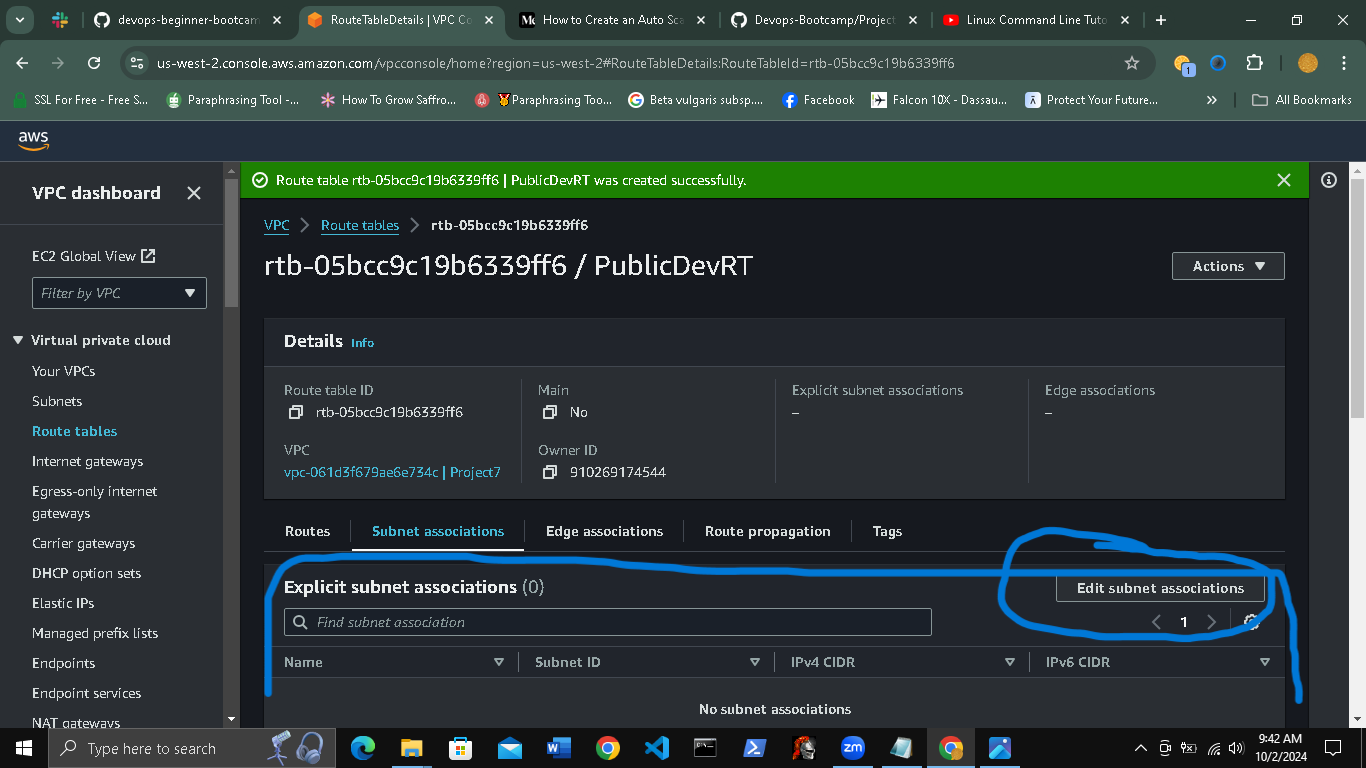 devops-beginner-bootcam
RouteTableDetails | VPC Co
How to Create an Auto Sca
Devops-Bootcamp/Project
Linux Command Line Tuto
us-west-2.console.aws.amazon.com/vpcconsole/home?region=us-west-2#RouteTableDetails:RouteTableId=rtb-05bcc9c19b6339ff6
1
SSL For Free - Free S...
Paraphrasing Tool -...
How To Grow Saffro...
Paraphrasing Too...
Beta vulgaris subsp....
Facebook
Falcon 10X - Dassau...
Protect Your Future...
All Bookmarks
aws
VPC dashboard
EC2 Global View
Filter by VPC
Virtual private cloud
Your VPCs
Subnets
Route tables
Internet gateways
Egress-only internet
gateways
Carrier gateways
DHCP option sets
Elastic IPs
Managed prefix lists
Endpoints
Endpoint services
NAT gateways
Route table rtb-05bcc9c19b6339ff6 | PublicDevRT was created successfully.
VPC
Route tables
rtb-05bcc9c19b6339ff6
rtb-05bcc9c19b6339ff6 / PublicDevRT
Actions
Details Info
Route table ID
rtb-05bcc9c19b6339ff6
Main
No
Explicit subnet associations
–
Edge associations
–
VPC
vpc-061d3f679ae6e734c | Project7
Owner ID
910269174544
Routes
Subnet associations
Edge associations
Route propagation
Tags
Explicit subnet associations (0)
Edit subnet associations
Find subnet association
1
Name
Subnet ID
IPv4 CIDR
IPv6 CIDR
No subnet associations
Type here to search
zm
9:42 AM
10/2/2024